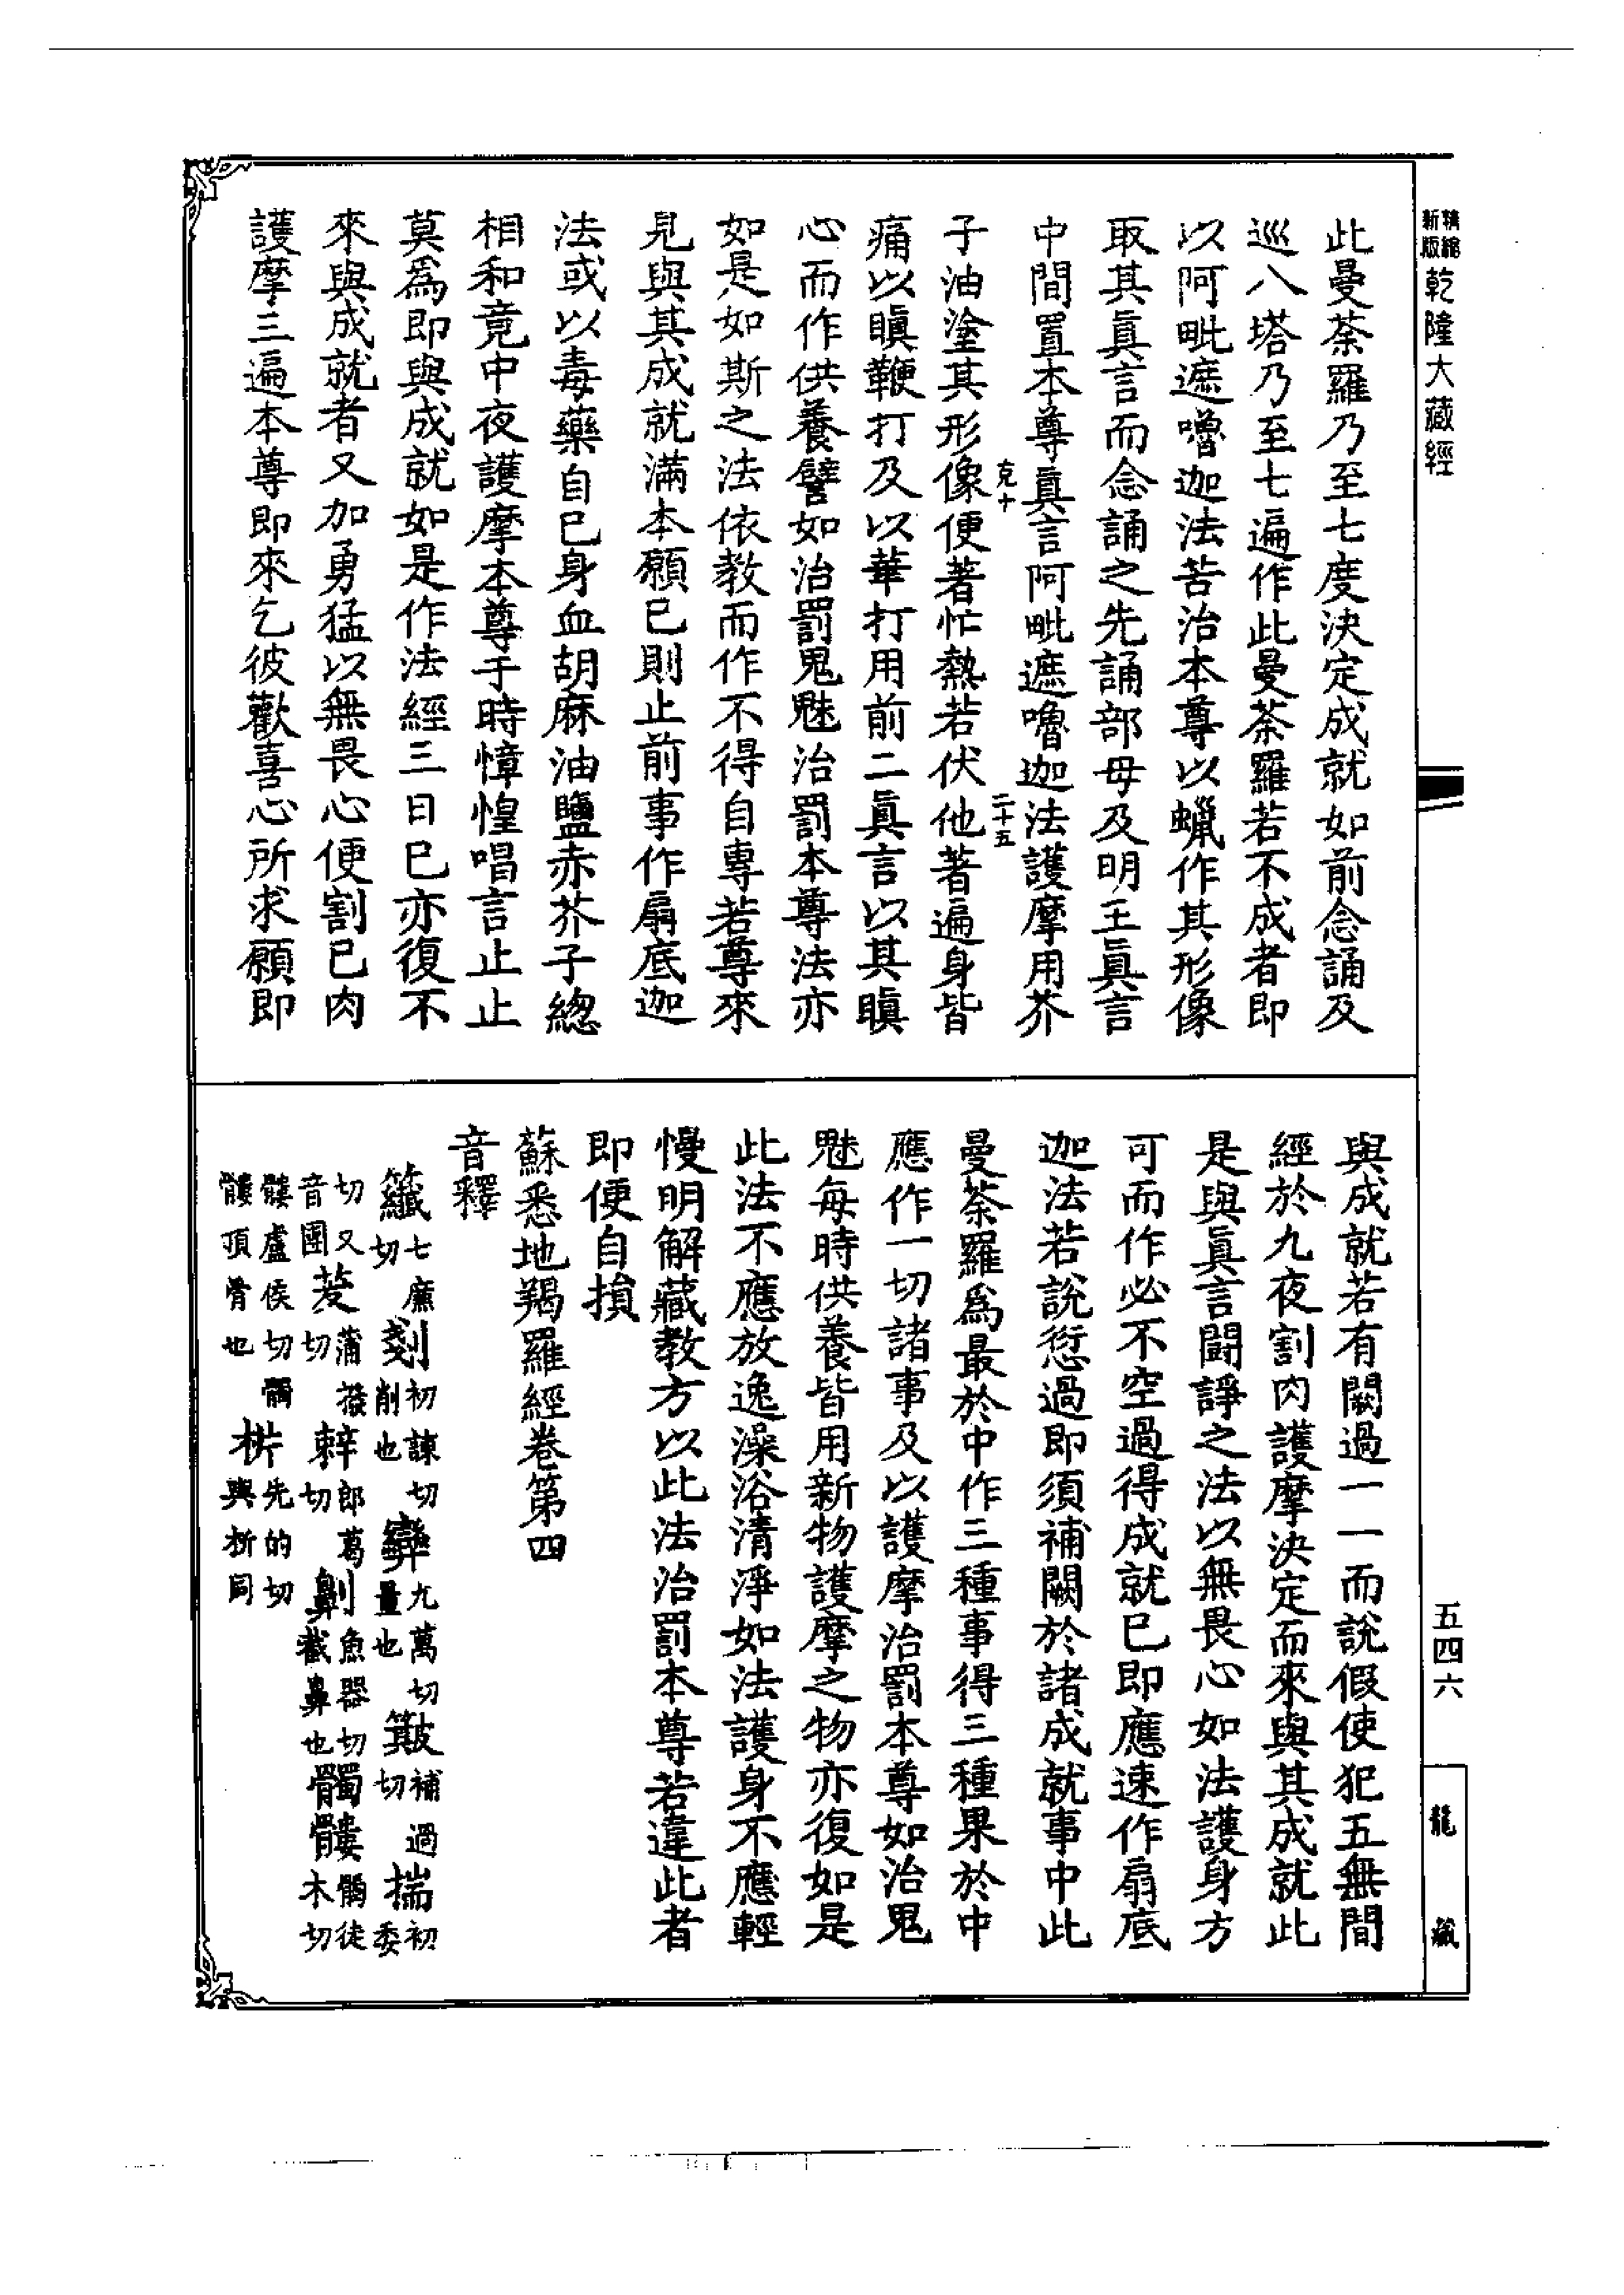 新版
精縮
乾隆大藏經
此曼荼羅乃至七度決定成就如前念誦及
巡八塔乃至七遍作此曼荼羅若不成者即
以阿毗遮嚕迦法苦治本尊以蠟作其形像
取其真言而念誦之先誦部母及明王真言
中間置本尊真言阿毗遮嚕迦法護摩用芥
克十
二十五
子油塗其形像便著忙熱若伏他著遍身皆
痛以瞋鞭打及以華打用前二真言以其瞋
心而作供養譬如治罰鬼魅治罰本尊法亦
如是如斯之法依教而作不得自專若尊來
見與其成就滿本願已則止前事作扇底迦
法或以毒藥自己身血胡麻油鹽赤芥子總
相和竟中夜護摩本尊于時慞惶唱言止止
莫為即與成就如是作法經三日已亦復不
來與成就者又加勇猛以無畏心便割己肉
護摩三遍本尊即來乞彼歡喜心所求願即
與成就若有闕過一一而說假使犯五無間
經於九夜割肉護摩決定而來與其成就此
是與真言鬪諍之法以無畏心如法護身方
可而作必不空過得成就已即應速作扇底
迦法若說愆過即須補闕於諸成就事中此
曼荼羅為最於中作三種事得三種果於中
應作一切諸事及以護摩治罰本尊如治鬼
魅每時供養皆用新物護摩之物亦復如是
此法不應放逸澡浴清淨如法護身不應輕
慢明解藏教方以此法治罰本尊若違此者
即便自損
蘇悉地羯羅經卷第四
音釋
籤七廉切 剗初諫切削也 㪻九萬切量也 簸補過切 揣初委
切又音團 茇蒲撥切 辢郎葛切 劓魚器切截鼻也 髑髏髑徒木切
髏盧侯切髑髏頂骨也 㭊先的切與析同
五四六
龍藏